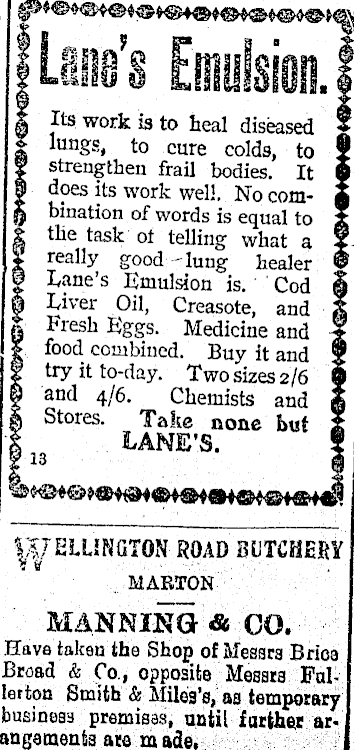 Lane's Emulsion.
Its work is to heal diseased
lungs, to cure colds, to
strengthen frail bodies. It
does its work well. No com-
bination of words is equal to
the task of telling what a
really good lung healer
Lane's Emulsion is. Cod
Liver Oil, Creasote, and
Fresh Eggs. Medicine and
food combined. Buy it and
try it to-day. Two sizes 2/6
and 4/6. Chemists and
Stores. Take none but
LANE'S.
13
WELLINGTON ROAD BUTCHERY
MARTON
MANNING & CO.
Have taken the Shop of Messrs Brice
Broad & Co., opposite Messrs Ful-
lerton Smith & Miles's, as temporary
business premises, until further ar-
angements are made.